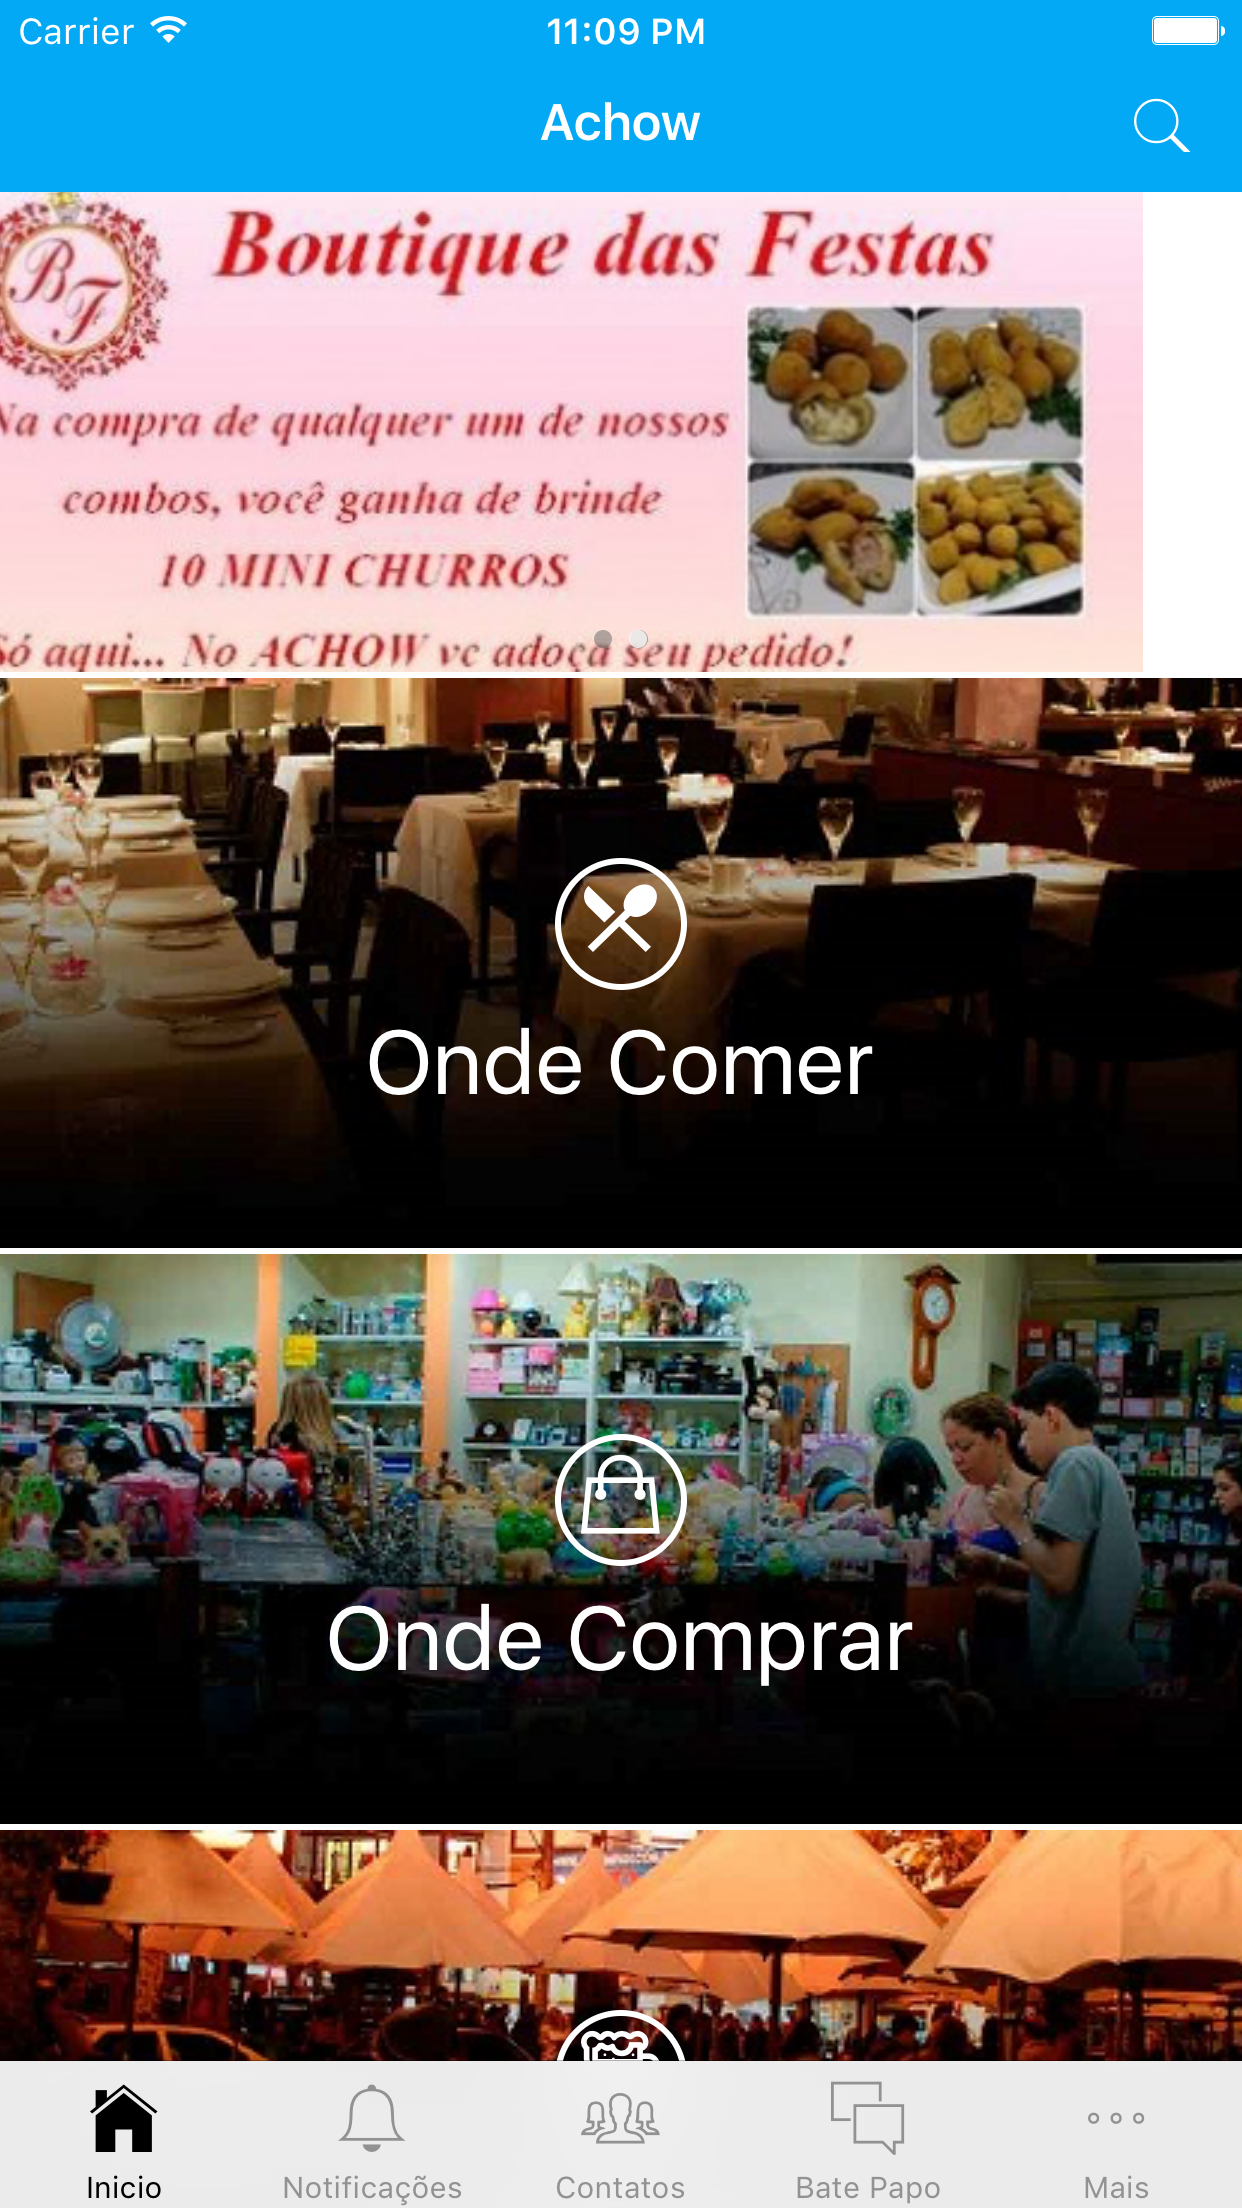 Carrier
11:09 PM
Achow
BF
Boutique das Festas
Na compra de qualquer um de nossos
combos, você ganha de brinde
10 MINI CHURROS
Só aqui... No ACHOW vc adoça seu pedido!
Onde Comer
Onde Comprar
Inicio
Notificações
Contatos
Bate Papo
Mais